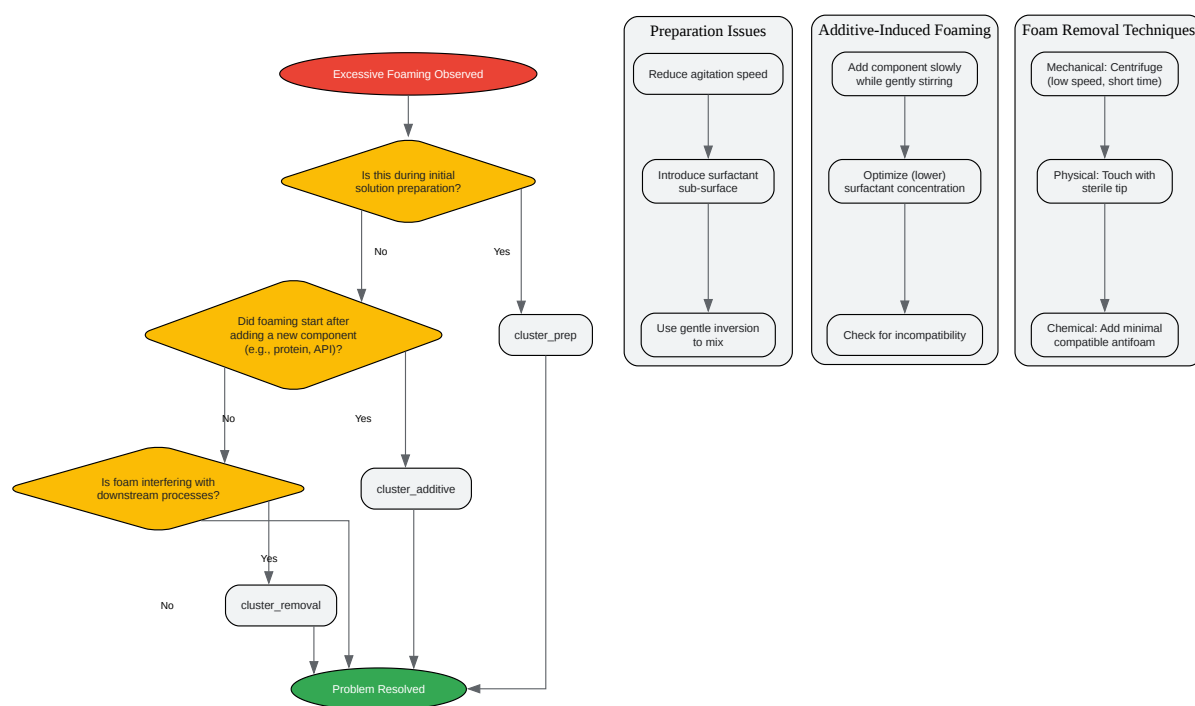 Excessive Foaming Observed
Is this during initial
solution preparation?
No
Yes
Did foaming start after
adding a new component
(e.g., protein, API)?
cluster_prep
No
Yes
Is foam interfering with
downstream processes?
cluster_additive
Yes
No
cluster_removal
Problem Resolved
Preparation Issues
Reduce agitation speed
Introduce surfactant
sub-surface
Use gentle inversion
to mix
Additive-Induced Foaming
Add component slowly
while gently stirring
Optimize (lower)
surfactant concentration
Check for incompatibility
Foam Removal Techniques
Mechanical: Centrifuge
(low speed, short time)
Physical: Touch with
sterile tip
Chemical: Add minimal
compatible antifoam